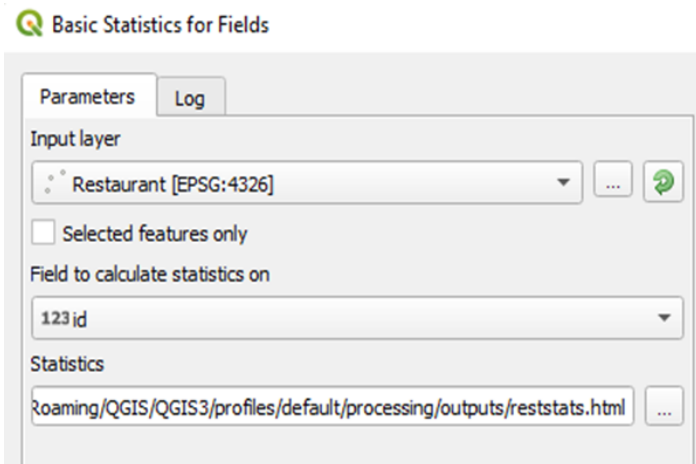 Basic Statistics for Fields
Parameters Log
Input layer
Restaurant [EPSG:4326] ...
Selected features only
Field to calculate statistics on
123 id
Statistics
Roaming/QGIS/QGIS3/profiles/default/processing/outputs/reststats.html ...